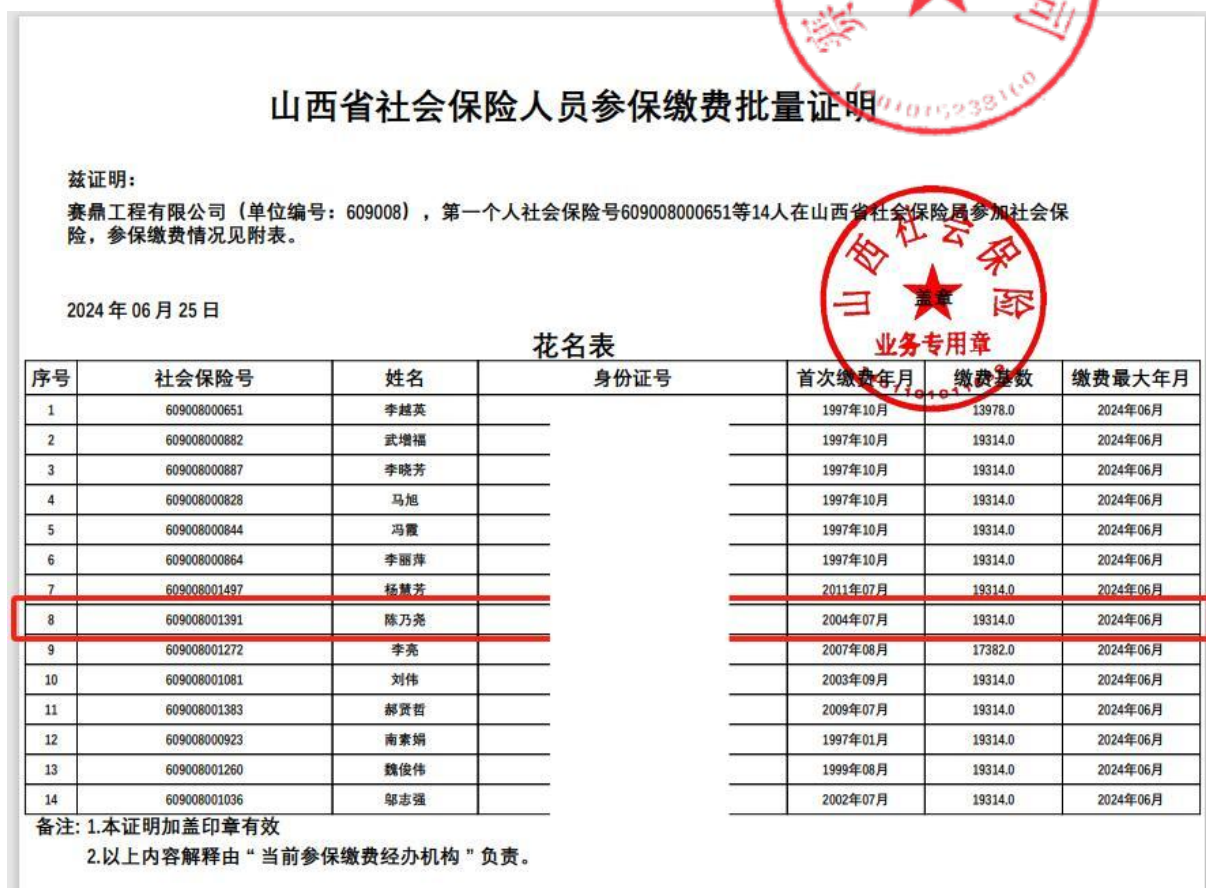 赛 司
1401015238160
山西省社会保险人员参保缴费批量证明
兹证明：
赛鼎工程有限公司（单位编号：609008），第一个人社会保险号609008000651等14人在山西省社会保险局参加社会保
险，参保缴费情况见附表。
山西社会保险
盖章
业务专用章
2024 年 06 月 25 日
花名表
序号 社会保险号 姓名 身份证号 首次缴费年月 缴费基数 缴费最大年月
1 609008000651 李越英 1997年10月 13978.0 2024年06月
2 609008000882 武增福 1997年10月 19314.0 2024年06月
3 609008000887 李晓芳 1997年10月 19314.0 2024年06月
4 609008000828 马旭 1997年10月 19314.0 2024年06月
5 609008000844 冯霞 1997年10月 19314.0 2024年06月
6 609008000864 李丽萍 1997年10月 19314.0 2024年06月
7 609008001497 杨慧芳 2011年07月 19314.0 2024年06月
8 609008001391 陈乃尧 2004年07月 19314.0 2024年06月
9 609008001272 李亮 2007年08月 17382.0 2024年06月
10 609008001081 刘伟 2003年09月 19314.0 2024年06月
11 609008001383 郝贤哲 2009年07月 19314.0 2024年06月
12 609008000923 南素娟 1997年01月 19314.0 2024年06月
13 609008001260 魏俊伟 1999年08月 19314.0 2024年06月
14 609008001036 邬志强 2002年07月 19314.0 2024年06月
备注: 1.本证明加盖印章有效
2.以上内容解释由“当前参保缴费经办机构”负责。